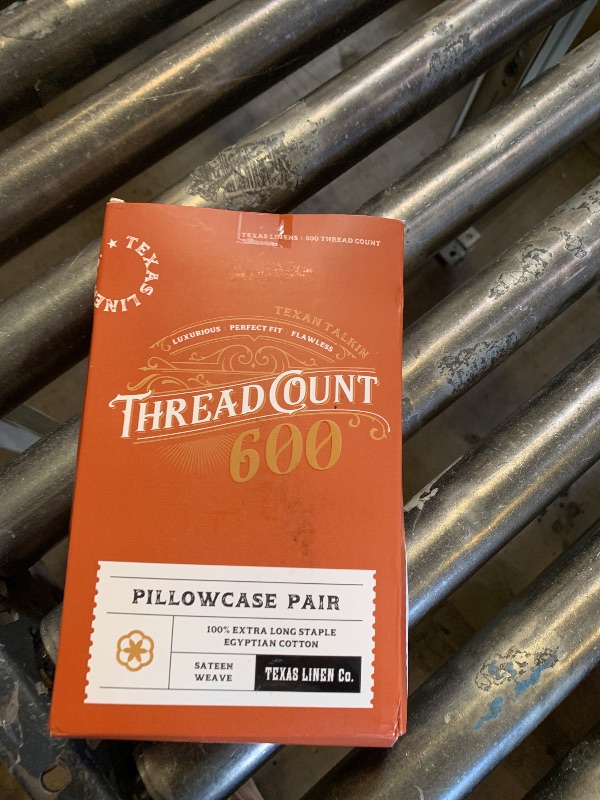 TEXAS LINENS | 600 THREAD COUNT
TEXAS LINEN
TEXAN TALKIN
LUXURIOUS PERFECT FIT FLAWLESS
THREAD COUNT
600
PILLOWCASE PAIR
100% EXTRA LONG STAPLE
EGYPTIAN COTTON
SATEEN
WEAVE
TEXAS LINEN Co.